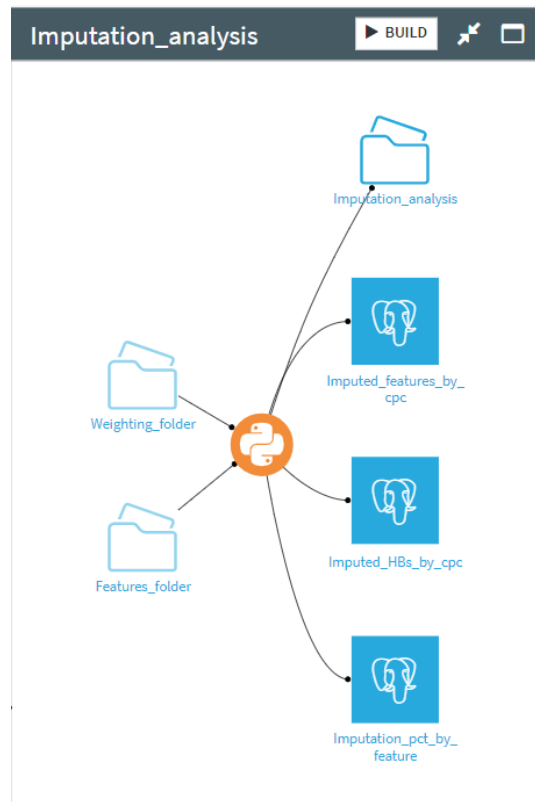 Imputation_analysis
BUILD
Imputation_analysis
Imputed_features_by_
cpc
Weighting_folder
Imputed_HBs_by_cpc
Features_folder
Imputation_pct_by_
feature